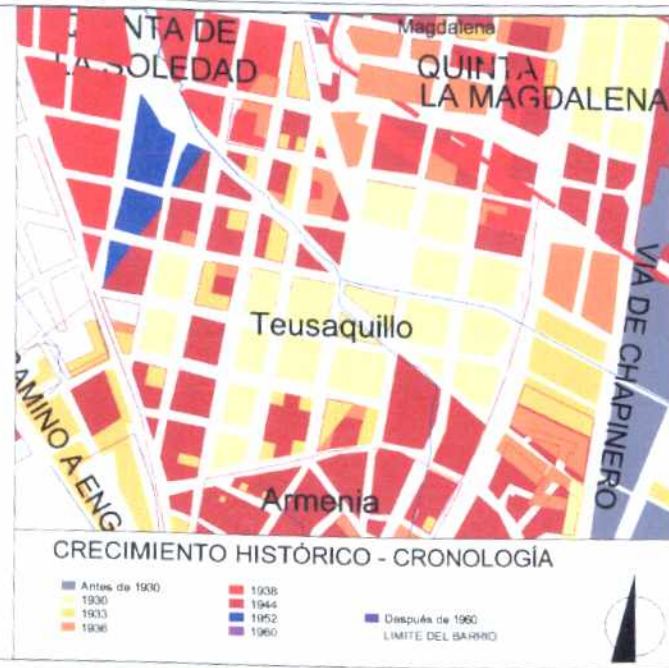 NTA DE
LA SOLEDAD
Magdalena
QUINTA
LA MAGDALENA
VIA DE CHAPINERO
Teusaquillo
CAMINO A ENG
Armenia
CRECIMIENTO HISTÓRICO - CRONOLOGÍA
Antes de 1930
1930
1933
1936
1938
1944
1952
1960
Después de 1960
LIMITE DEL BARRIO